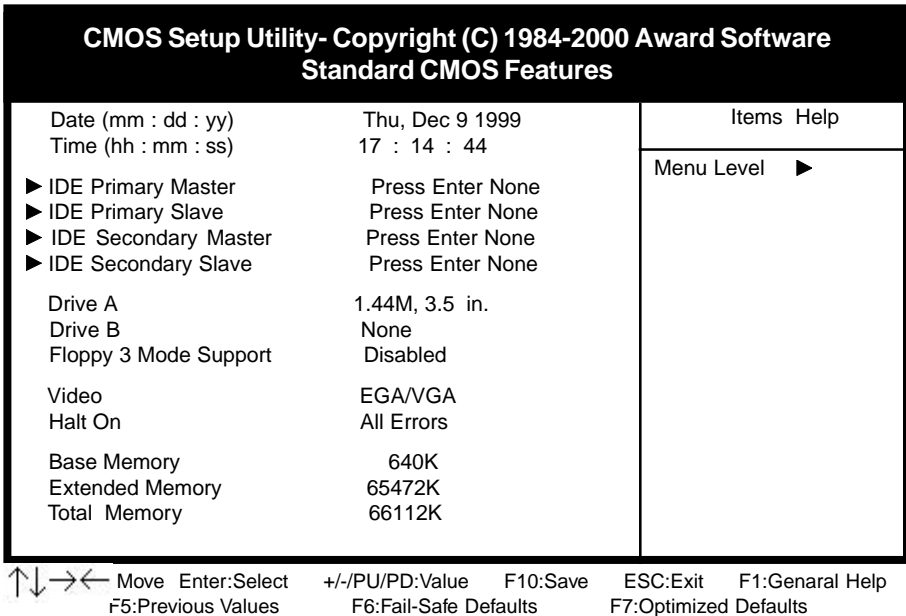 CMOS Setup Utility- Copyright (C) 1984-2000 Award Software
Standard CMOS Features
Date (mm : dd : yy) Thu, Dec 9 1999
Time (hh : mm : ss) 17 : 14 : 44
▶ IDE Primary Master Press Enter None
▶ IDE Primary Slave Press Enter None
▶ IDE Secondary Master Press Enter None
▶ IDE Secondary Slave Press Enter None
Drive A 1.44M, 3.5 in.
Drive B None
Floppy 3 Mode Support Disabled
Video EGA/VGA
Halt On All Errors
Base Memory 640K
Extended Memory 65472K
Total Memory 66112K
Items Help
Menu Level ▶
↑↓→← Move Enter:Select +/-/PU/PD:Value F10:Save ESC:Exit F1:Genaral Help
F5:Previous Values F6:Fail-Safe Defaults F7:Optimized Defaults